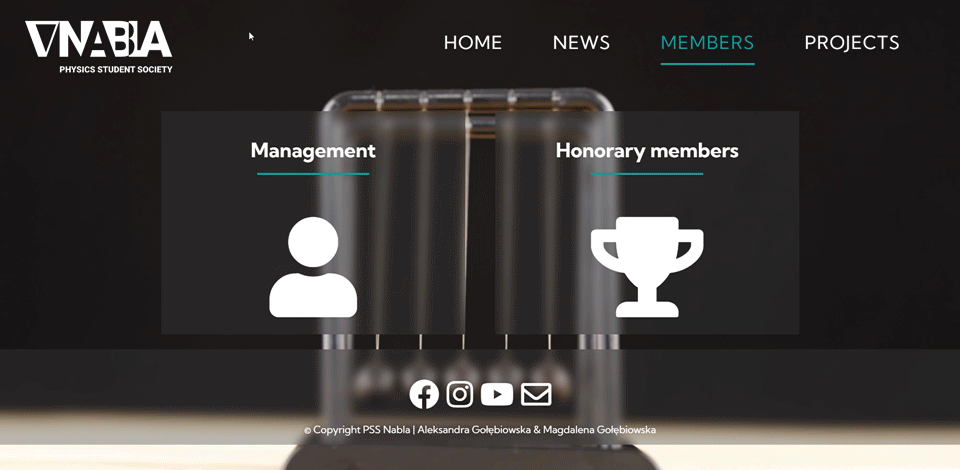 NABLA
PHYSICS STUDENT SOCIETY
HOME NEWS MEMBERS PROJECTS
Management
Honorary members
© Copyright PSS Nabla | Aleksandra Gołębiowska & Magdalena Gołębiowska